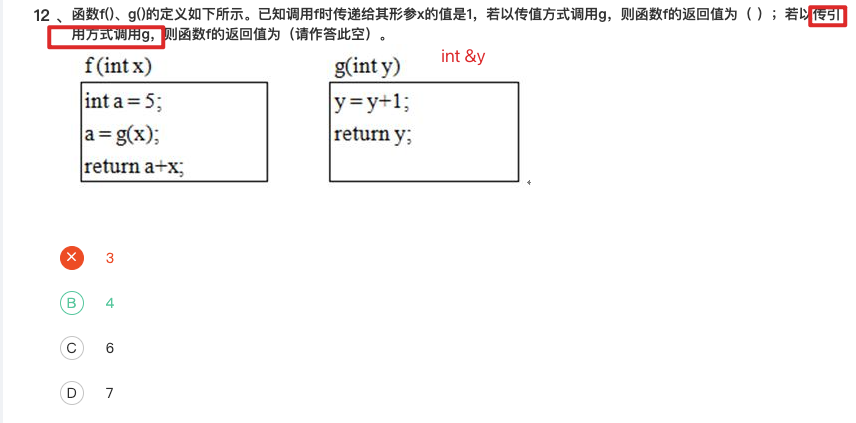 12 、函数f()、g()的定义如下所示。已知调用f时传递给其形参x的值是1，若以传值方式调用g，则函数f的返回值为（ ）；若以传引
用方式调用g，则函数f的返回值为（请作答此空）。
f (int x)
g(int y)
int &y
int a = 5;
a = g(x);
return a+x;
y = y+1;
return y;
3
B 4
C 6
D 7